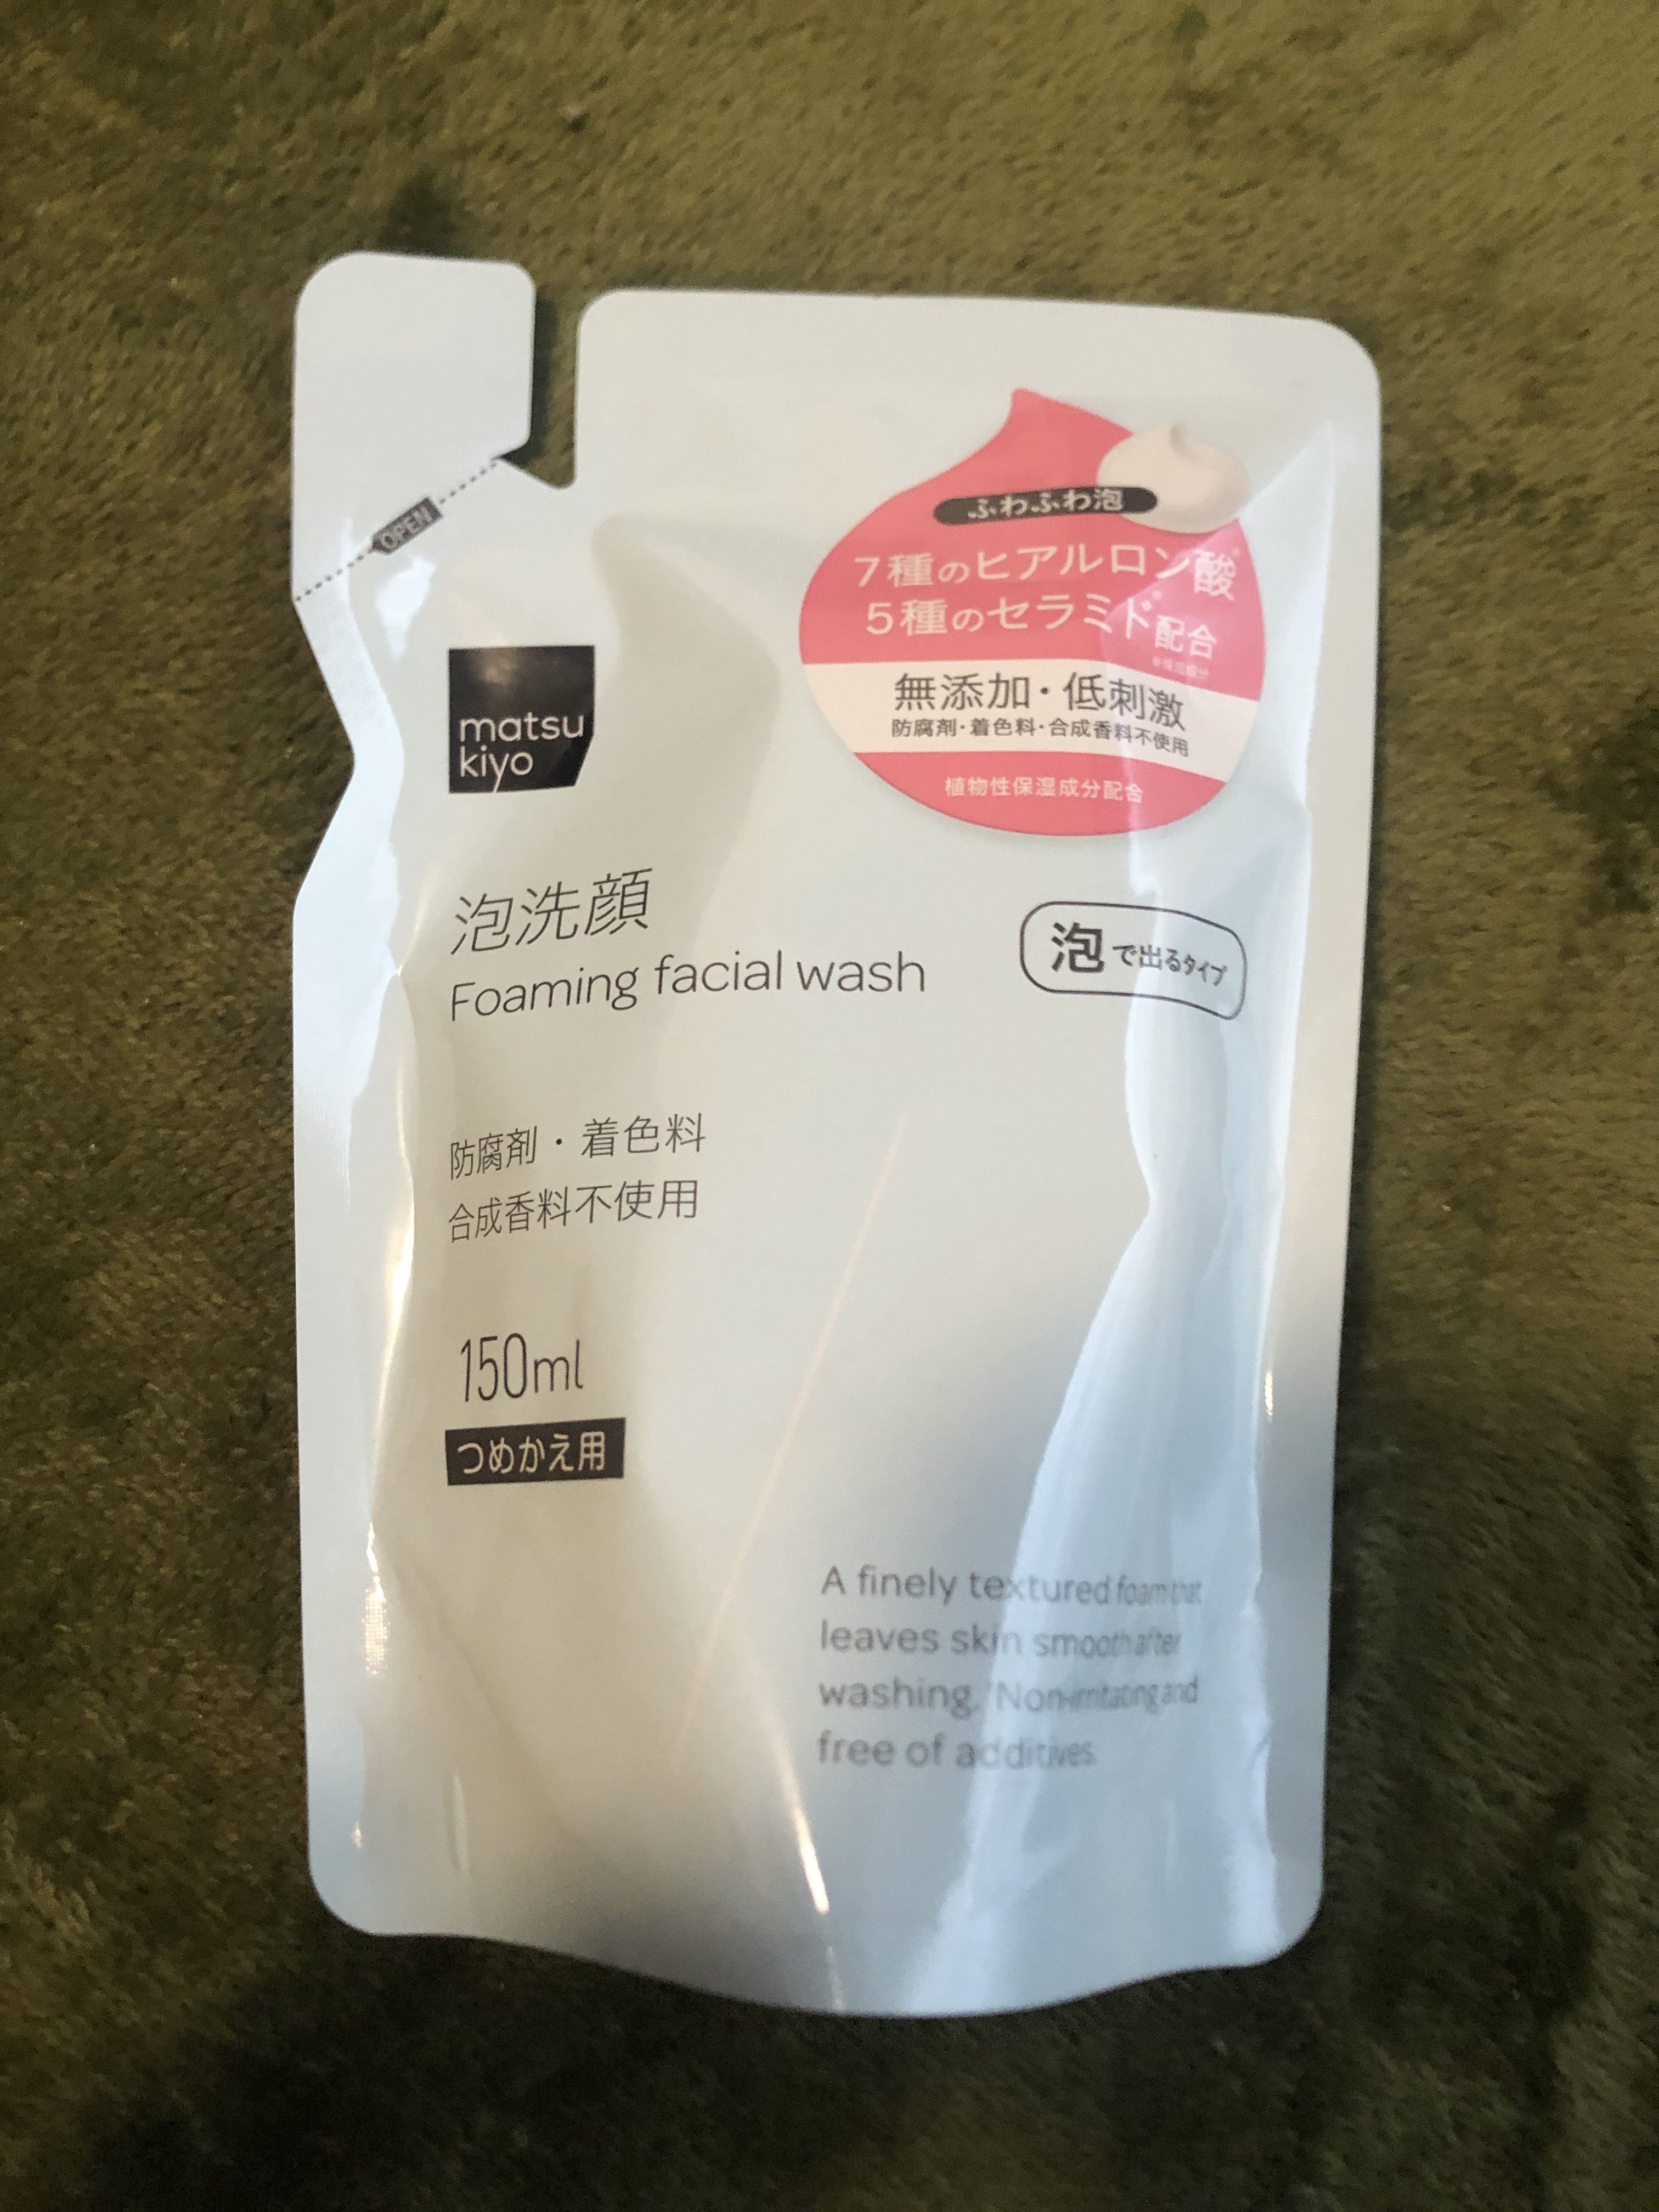 OPEN
ふわふわ泡
7種のヒアルロン酸※
5種のセラミド※配合
※保湿成分
無添加・低刺激
防腐剤・着色料・合成香料不使用
植物性保湿成分配合
matsu
kiyo
泡洗顔
Foaming facial wash
泡で出るタイプ
防腐剤・着色料
合成香料不使用
150ml
つめかえ用
A finely textured foam that
leaves skin smooth after
washing. Non-irritating and
free of additives.